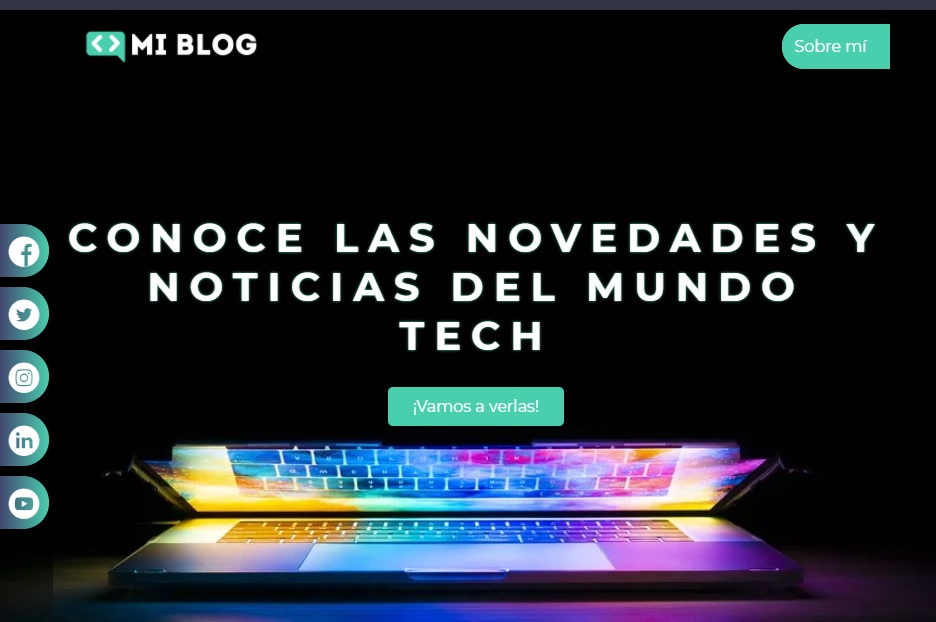 MI BLOG
Sobre mí
CONOCE LAS NOVEDADES Y
NOTICIAS DEL MUNDO
TECH
¡Vamos a verlas!